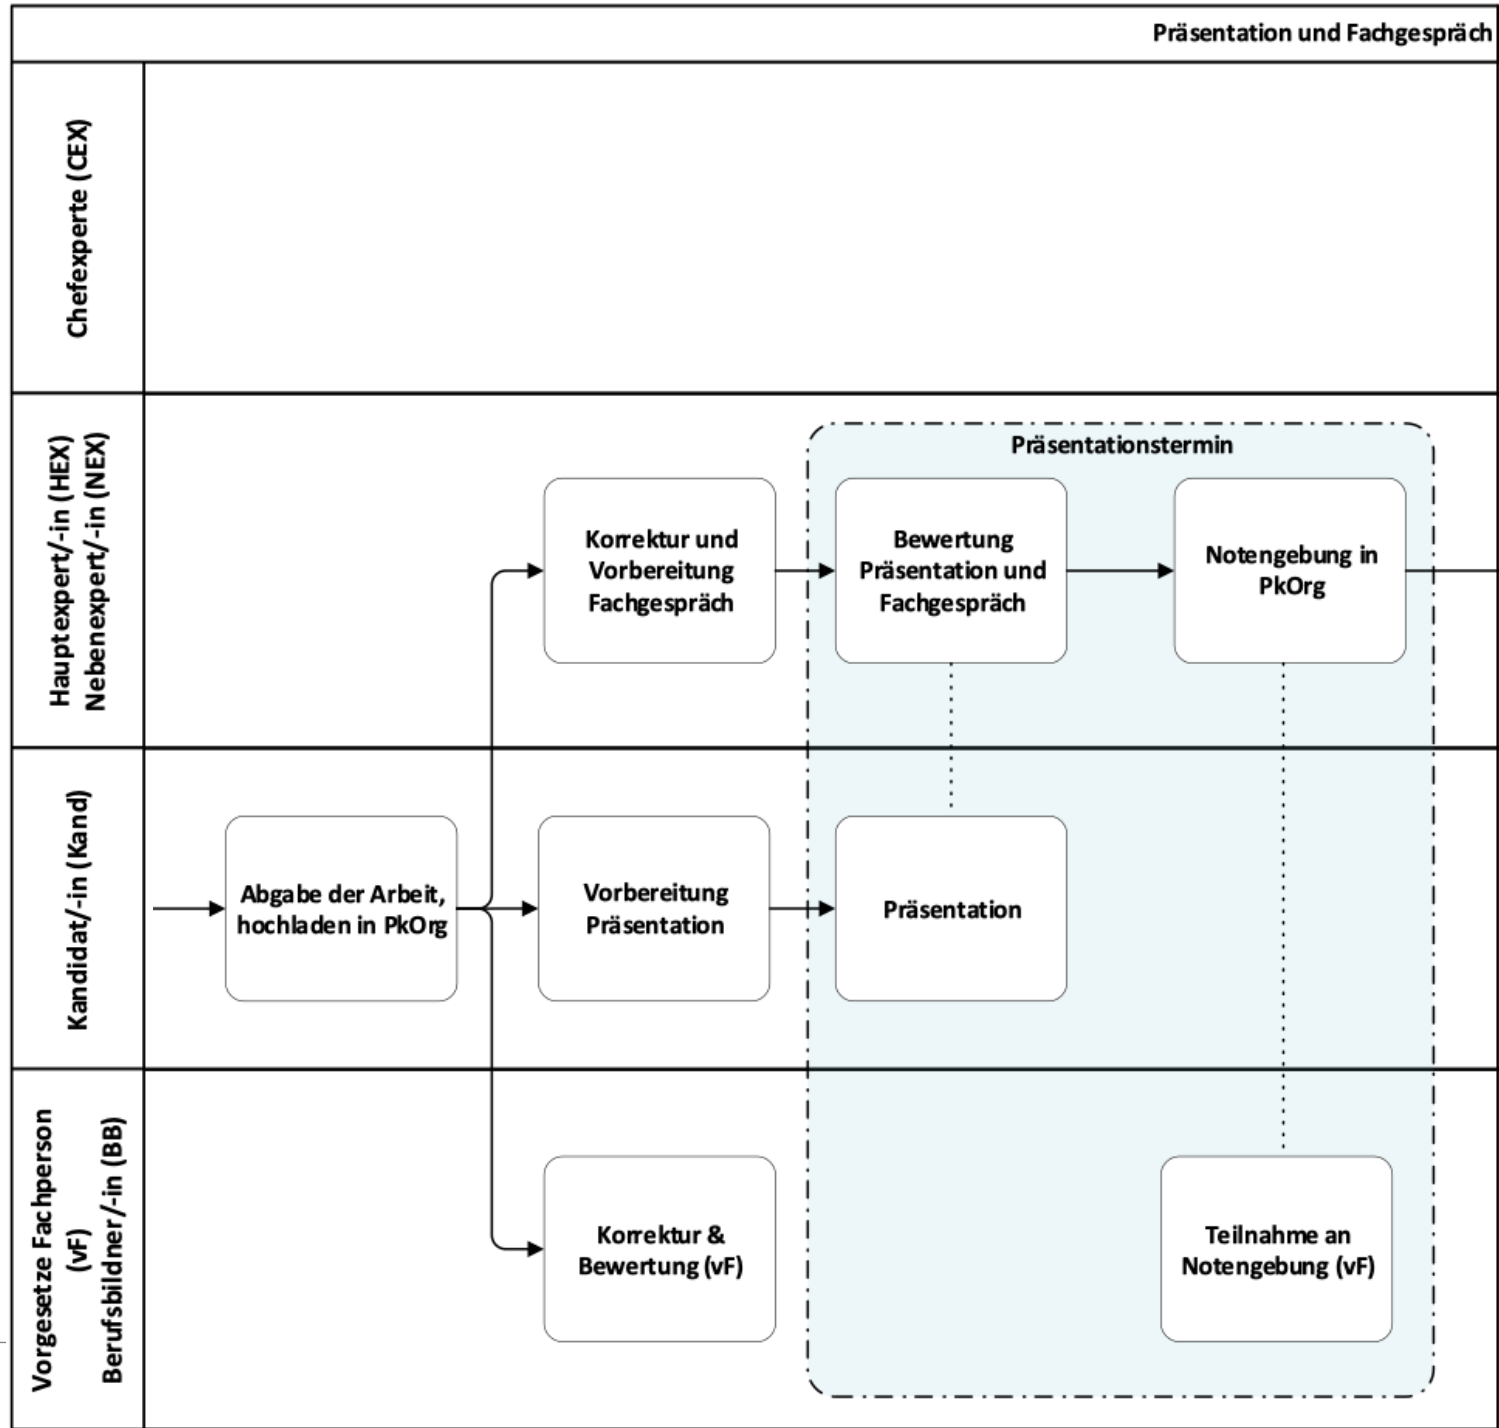 Präsentation und Fachgespräch
Chefexperte (CEX)
Hauptexpert/-in (HEX)
Nebenexpert/-in (NEX)
Präsentationstermin
Korrektur und
Vorbereitung
Fachgespräch
Bewertung
Präsentation und
Fachgespräch
Notengebung in
PkOrg
Kandidat/-in (Kand)
Abgabe der Arbeit,
hochladen in PkOrg
Vorbereitung
Präsentation
Präsentation
Vorgesetze Fachperson
(vF)
Berufsbildner/-in (BB)
Korrektur &
Bewertung (vF)
Teilnahme an
Notengebung (vF)